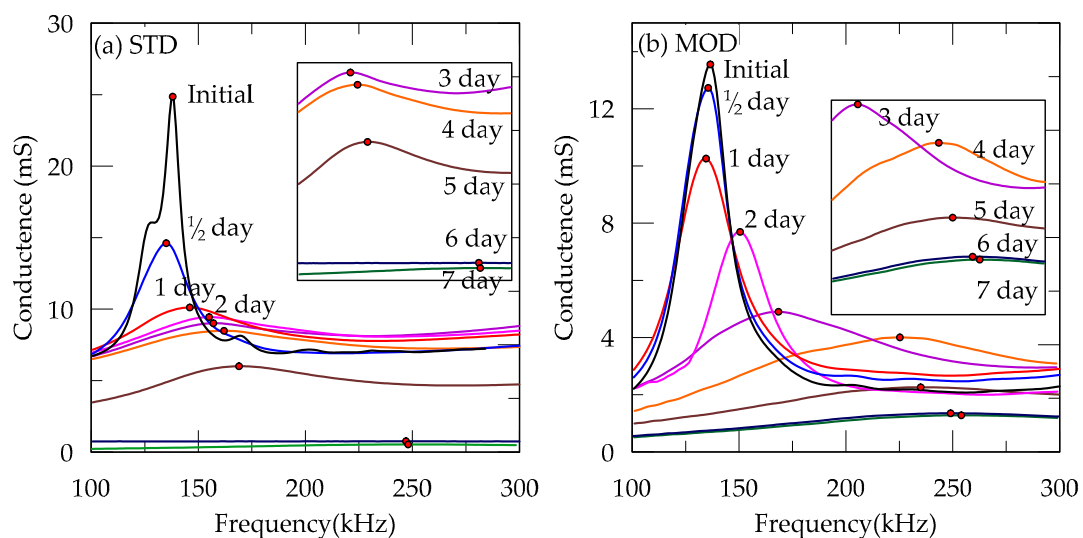 (a) STD
Conductence (mS)
30
20
10
0
Initial
½ day
1 day
2 day
3 day
4 day
5 day
6 day
7 day
100
150
200
250
300
Frequency(kHz)
(b) MOD
Conductence (mS)
12
8
4
0
Initial
½ day
1 day
2 day
3 day
4 day
5 day
6 day
7 day
100
150
200
250
300
Frequency(kHz)